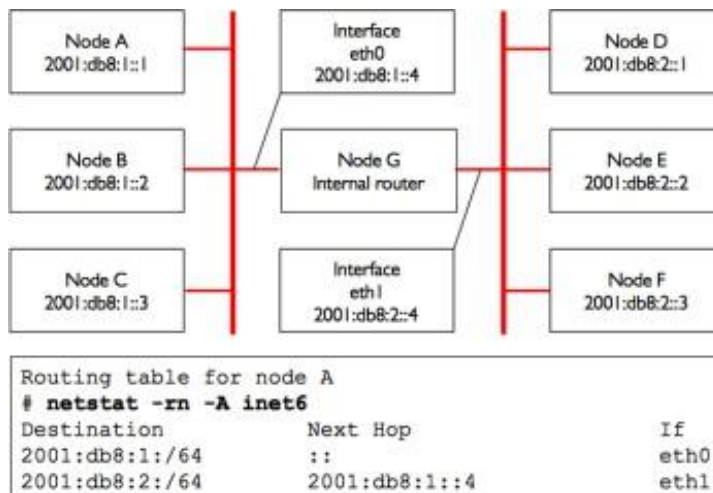 Node A
2001:db8:1::1
Interface
eth0
2001:db8:1::4
Node D
2001:db8:2::1
Node B
2001:db8:1::2
Node G
Internal router
Node E
2001:db8:2::2
Node C
2001:db8:1::3
Interface
eth1
2001:db8:2::4
Node F
2001:db8:2::3
Routing table for node A
# netstat -rn -A inet6
Destination Next Hop If
2001:db8:1:/64 :: eth0
2001:db8:2:/64 2001:db8:1::4 eth1